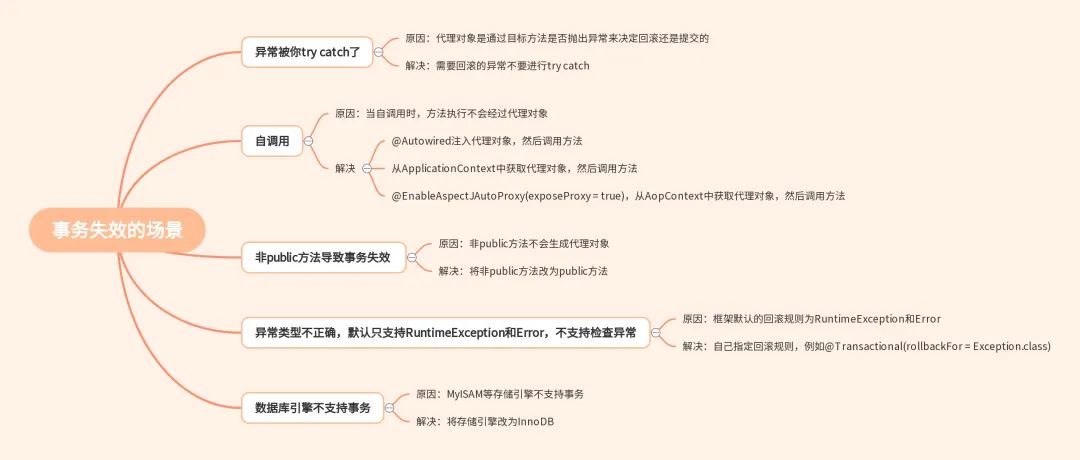 事务失效的场景
异常被你try catch了
原因：代理对象是通过目标方法是否抛出异常来决定回滚还是提交的
解决：需要回滚的异常不要进行try catch
自调用
原因：当自调用时，方法执行不会经过代理对象
解决
@Autowired注入代理对象，然后调用方法
从ApplicationContext中获取代理对象，然后调用方法
@EnableAspectJAutoProxy(exposeProxy = true)，从AopContext中获取代理对象，然后调用方法
非public方法导致事务失效
原因：非public方法不会生成代理对象
解决：将非public方法改为public方法
异常类型不正确，默认只支持RuntimeException和Error，不支持检查异常
原因：框架默认的回滚规则为RuntimeException和Error
解决：自己指定回滚规则，例如@Transactional(rollbackFor = Exception.class)
数据库引擎不支持事务
原因：MyISAM等存储引擎不支持事务
解决：将存储引擎改为InnoDB